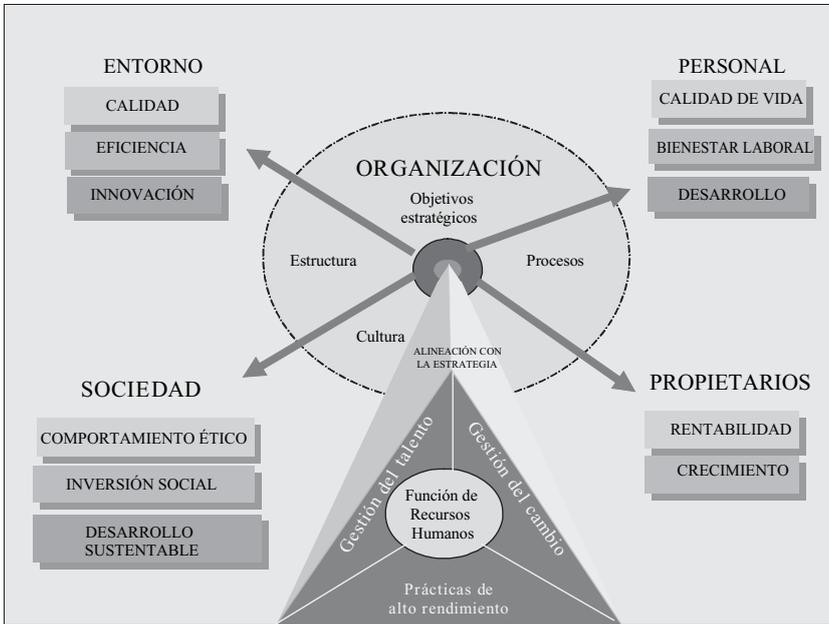 ENTORNO
CALIDAD
EFICIENCIA
INNOVACIÓN
PERSONAL
CALIDAD DE VIDA
BIENESTAR LABORAL
DESARROLLO
ORGANIZACIÓN
Objetivos
estratégicos
Estructura
Procesos
Cultura
ALINEACIÓN CON
LA ESTRATEGIA
SOCIEDAD
COMPORTAMIENTO ÉTICO
INVERSIÓN SOCIAL
DESARROLLO
SUSTENTABLE
PROPIETARIOS
RENTABILIDAD
CRECIMIENTO
Gestión del talento
Gestión del cambio
Función de
Recursos
Humanos
Prácticas de
alto rendimiento